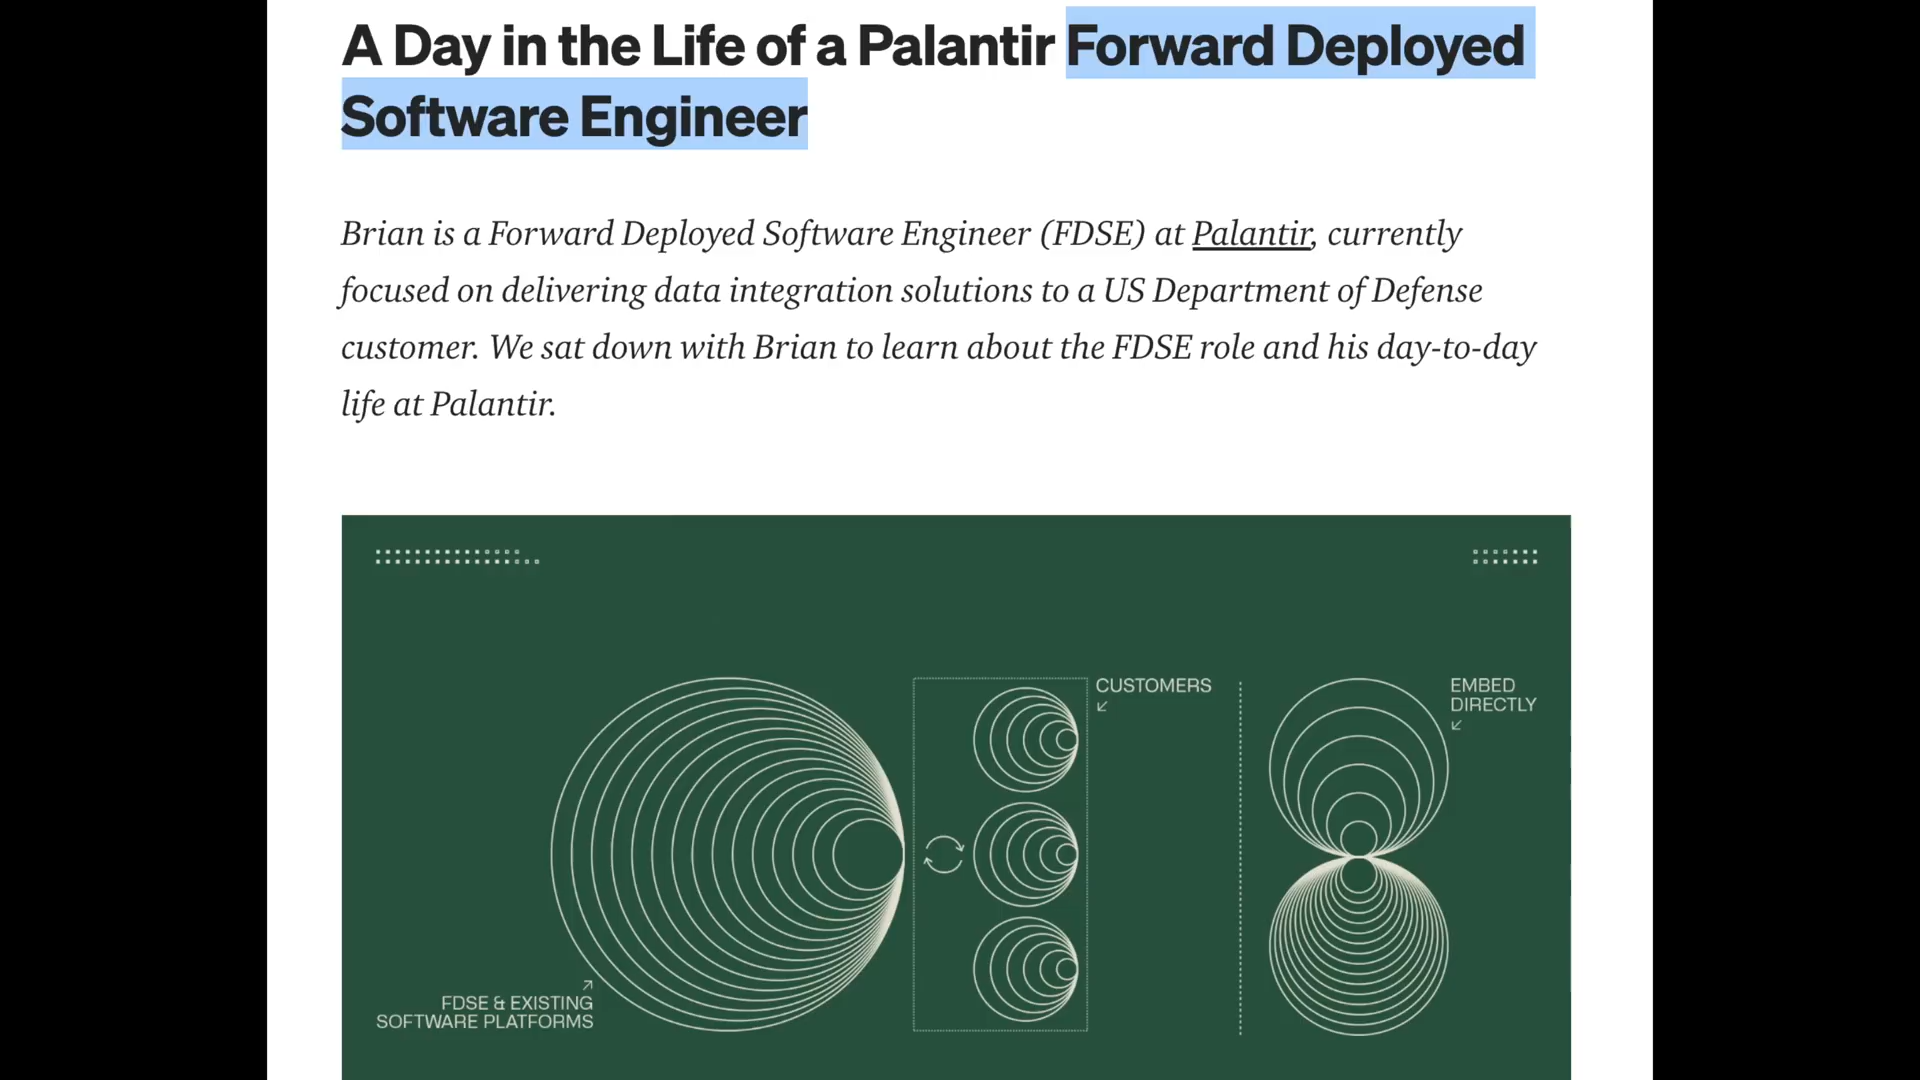 A Day in the Life of a Palantir Forward Deployed
Software Engineer
Brian is a Forward Deployed Software Engineer (FDSE) at Palantir, currently
focused on delivering data integration solutions to a US Department of Defense
customer. We sat down with Brian to learn about the FDSE role and his day-to-day
life at Palantir.
CUSTOMERS
EMBED
DIRECTLY
FDSE & EXISTING
SOFTWARE PLATFORMS